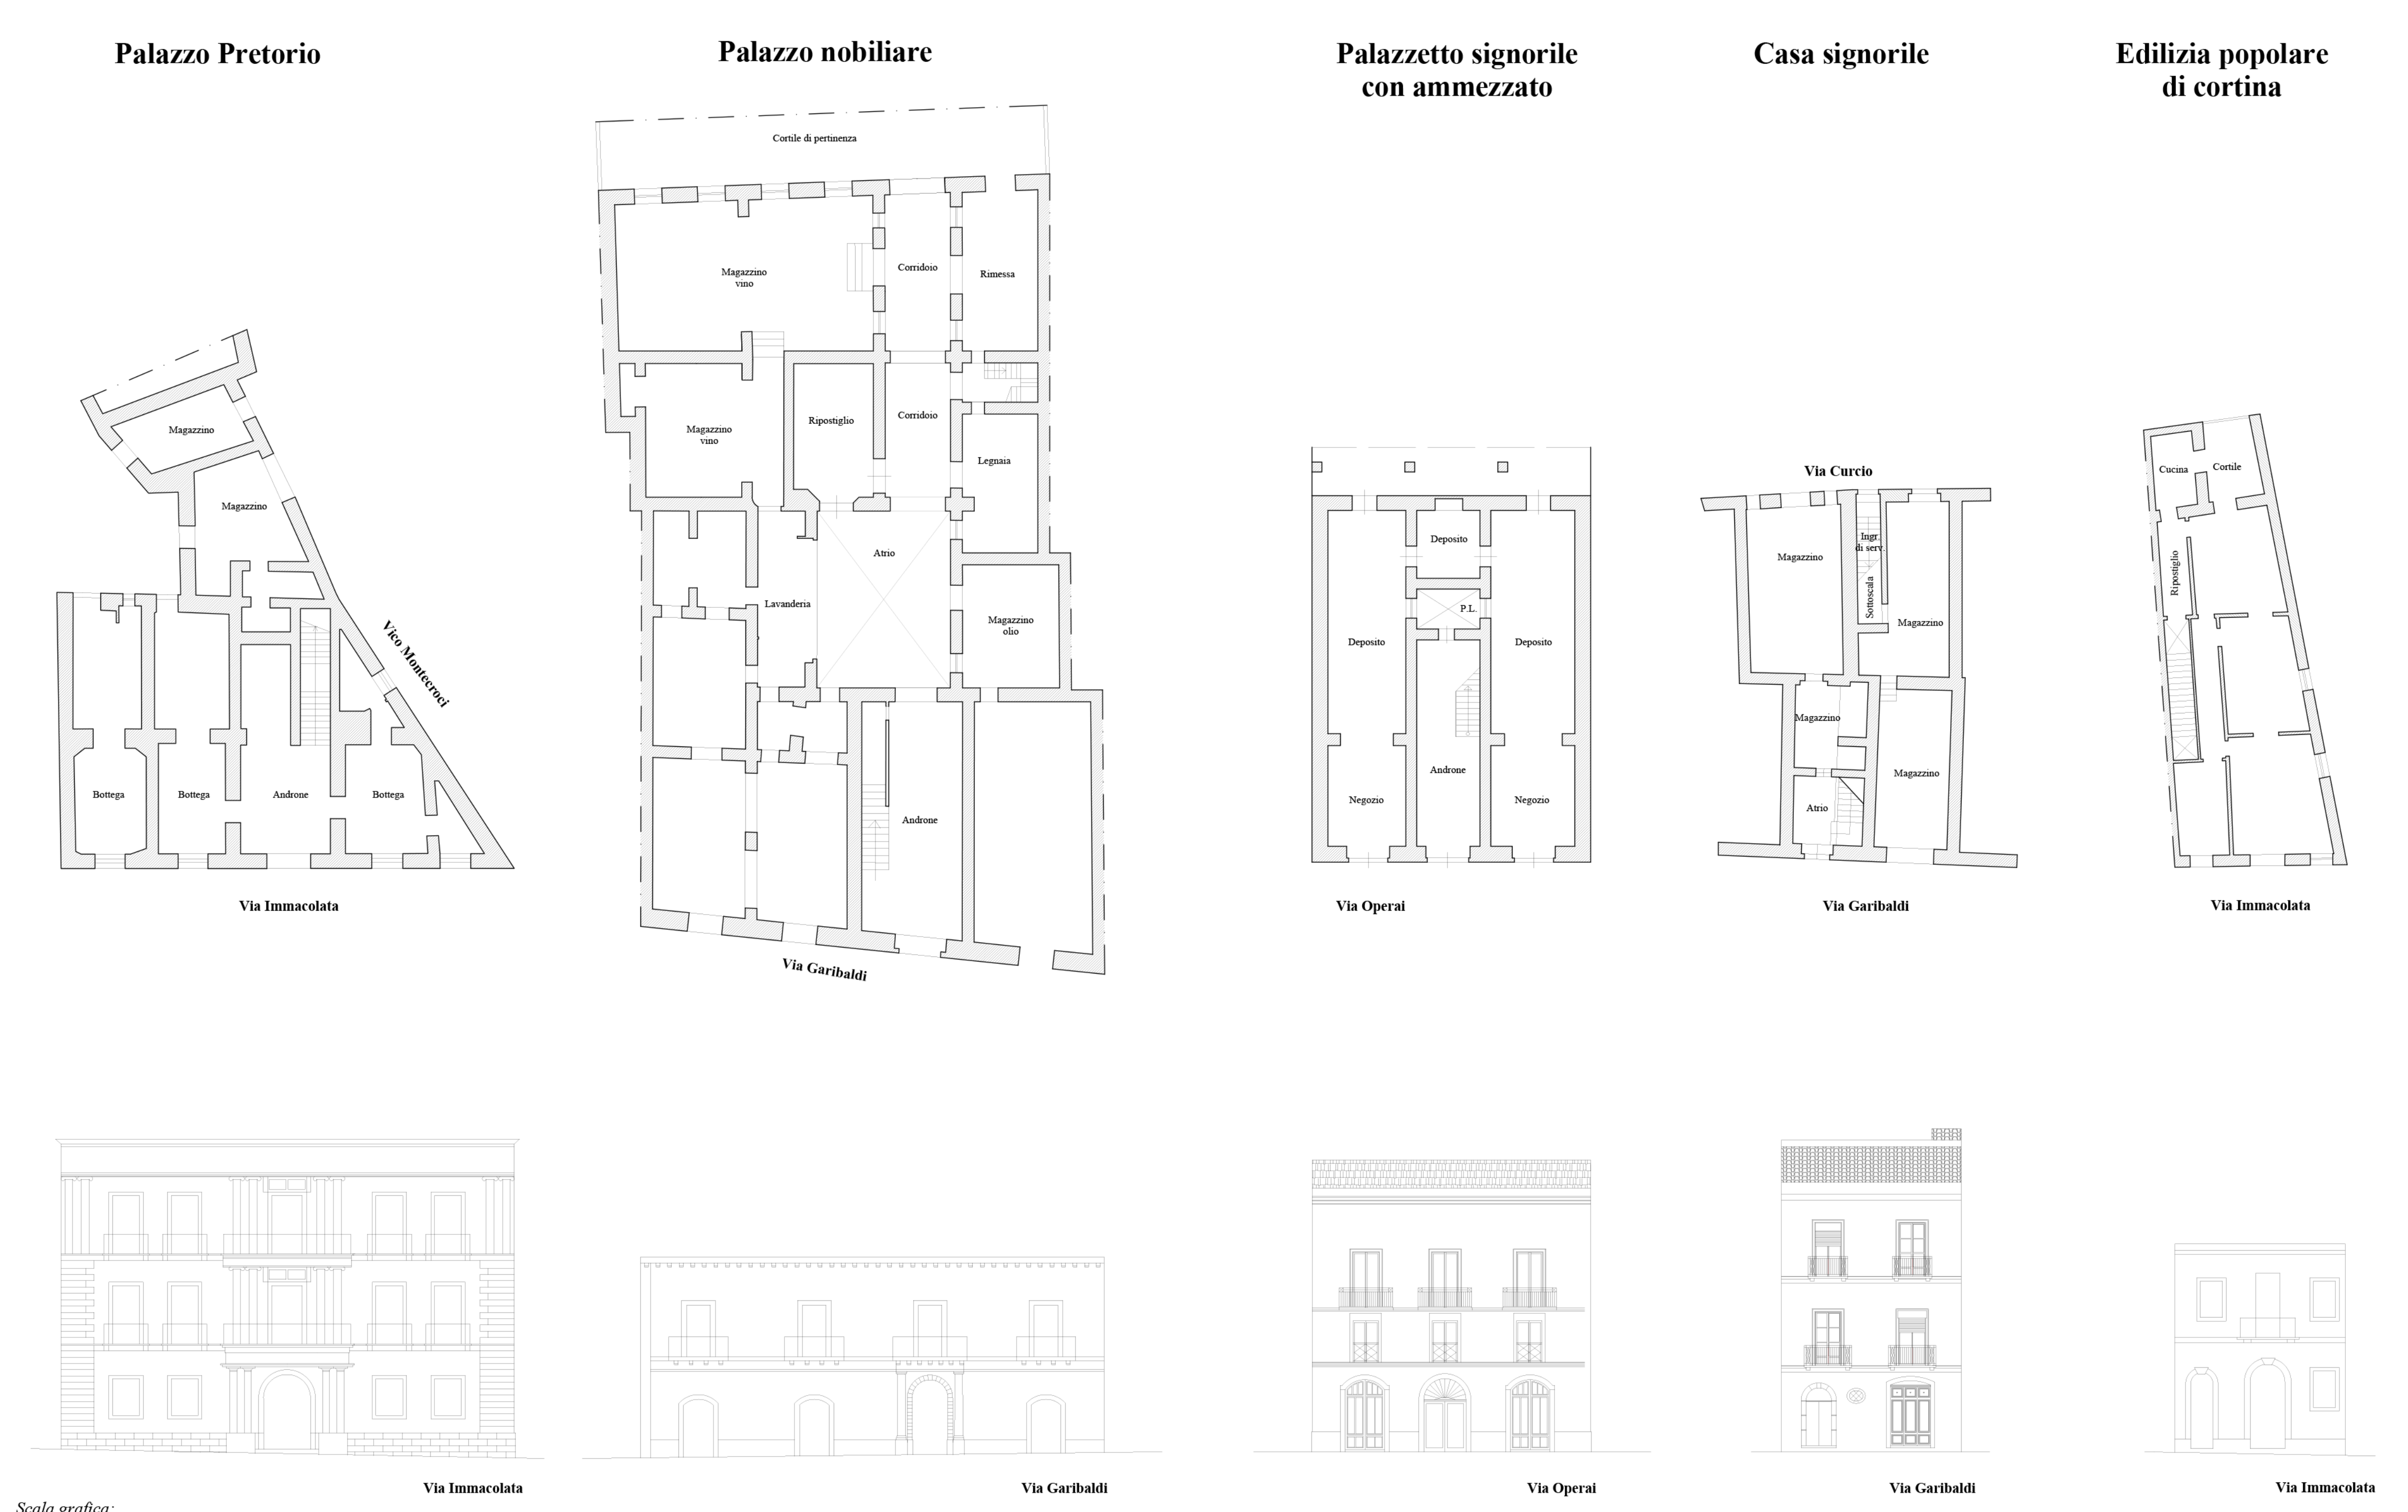 Palazzo Pretorio
Palazzo nobiliare
Palazzetto signorile
con ammezzato
Casa signorile
Edilizia popolare
di cortina
Magazzino
Magazzino
Vico Montecroci
Bottega
Bottega
Androne
Bottega
Via Immacolata
Cortile di pertinenza
Magazzino
vino
Corridoio
Rimessa
Magazzino
vino
Ripostiglio
Corridoio
Legnaia
Atrio
Lavanderia
Magazzino
olio
Androne
Via Garibaldi
Deposito
P.L.
Deposito
Deposito
Androne
Negozio
Negozio
Via Operai
Via Curcio
Magazzino
Ingr.
di serv.
Sottoscala
Magazzino
Magazzino
Magazzino
Atrio
Via Garibaldi
Cucina
Cortile
Ripostiglio
Via Immacolata
Via Immacolata
Via Garibaldi
Via Operai
Via Garibaldi
Via Immacolata
Scala grafica: